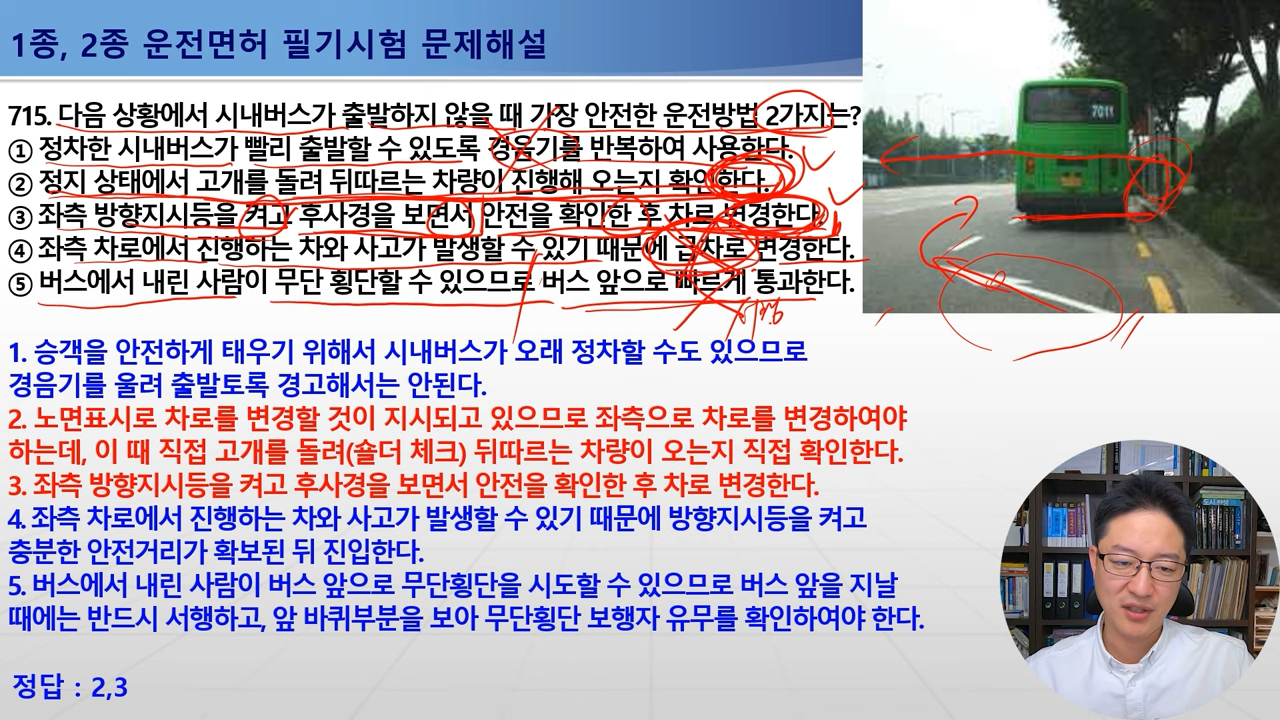 1종, 2종 운전면허 필기시험 문제해설
715. 다음 상황에서 시내버스가 출발하지 않을 때 가장 안전한 운전방법 2가지는?
① 정차한 시내버스가 빨리 출발할 수 있도록 경음기를 반복하여 사용한다.
② 정지 상태에서 고개를 돌려 뒤따르는 차량이 진행해 오는지 확인한다.
③ 좌측 방향지시등을 켜고 후사경을 보면서 안전을 확인한 후 차로 변경한다.
④ 좌측 차로에서 진행하는 차와 사고가 발생할 수 있기 때문에 급차로 변경한다.
⑤ 버스에서 내린 사람이 무단 횡단할 수 있으므로 버스 앞으로 빠르게 통과한다.
서행
7011
1. 승객을 안전하게 태우기 위해서 시내버스가 오래 정차할 수도 있으므로
경음기를 울려 출발토록 경고해서는 안된다.
2. 노면표시로 차로를 변경할 것이 지시되고 있으므로 좌측으로 차로를 변경하여야
하는데, 이 때 직접 고개를 돌려(숄더 체크) 뒤따르는 차량이 오는지 직접 확인한다.
3. 좌측 방향지시등을 켜고 후사경을 보면서 안전을 확인한 후 차로 변경한다.
4. 좌측 차로에서 진행하는 차와 사고가 발생할 수 있기 때문에 방향지시등을 켜고
충분한 안전거리가 확보된 뒤 진입한다.
5. 버스에서 내린 사람이 버스 앞으로 무단횡단을 시도할 수 있으므로 버스 앞을 지날
때에는 반드시 서행하고, 앞 바퀴부분을 보아 무단횡단 보행자 유무를 확인하여야 한다.
정답 : 2,3